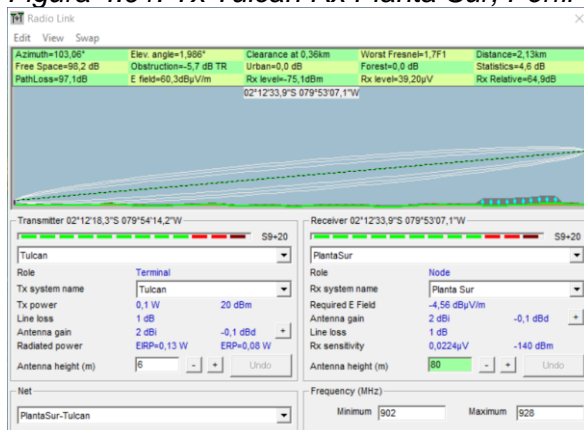 Radio Link
Edit View Swap
Azimuth=103,06° Elev. angle=1,986° Clearance at 0,36km Worst Fresnel=1,7F1 Distance=2,13km
Free Space=98,2 dB Obstruction=-5,7 dB TR Urban=0,0 dB Forest=0,0 dB Statistics=4,6 dB
PathLoss=97,1dB E field=60,3dBµV/m Rx level=-75,1dBm Rx level=39,20µV Rx Relative=64,9dB
02°12'33,9"S 079°53'07,1"W
Transmitter 02°12'18,3"S 079°54'14,2"W
S9+20
Tulcan
Role Terminal
Tx system name Tulcan
Tx power 0,1 W 20 dBm
Line loss 1 dB
Antenna gain 2 dBi -0,1 dBd +
Radiated power EIRP=0,13 W ERP=0,08 W
Antenna height (m) 6 - + Undo
Net
PlantaSur-Tulcan
Receiver 02°12'33,9"S 079°53'07,1"W
S9+20
PlantaSur
Role Node
Rx system name Planta Sur
Required E Field -4,56 dBµV/m
Antenna gain 2 dBi -0,1 dBd +
Line loss 1 dB
Rx sensitivity 0,0224µV -140 dBm
Antenna height (m) 80 - + Undo
Frequency (MHz)
Minimum 902 Maximum 928